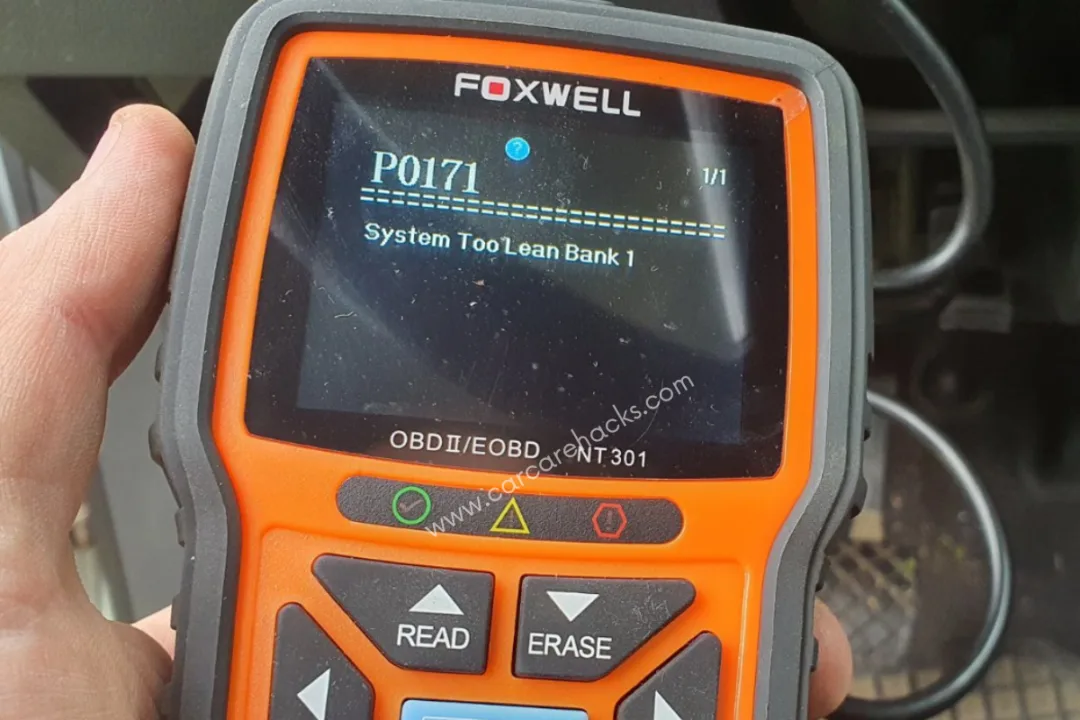 FOXWELL
?
P0171 1/1
====================================
System Too Lean Bank 1
OBDII/EOBD NT301
www.carcarehacks.com
READ
ERASE